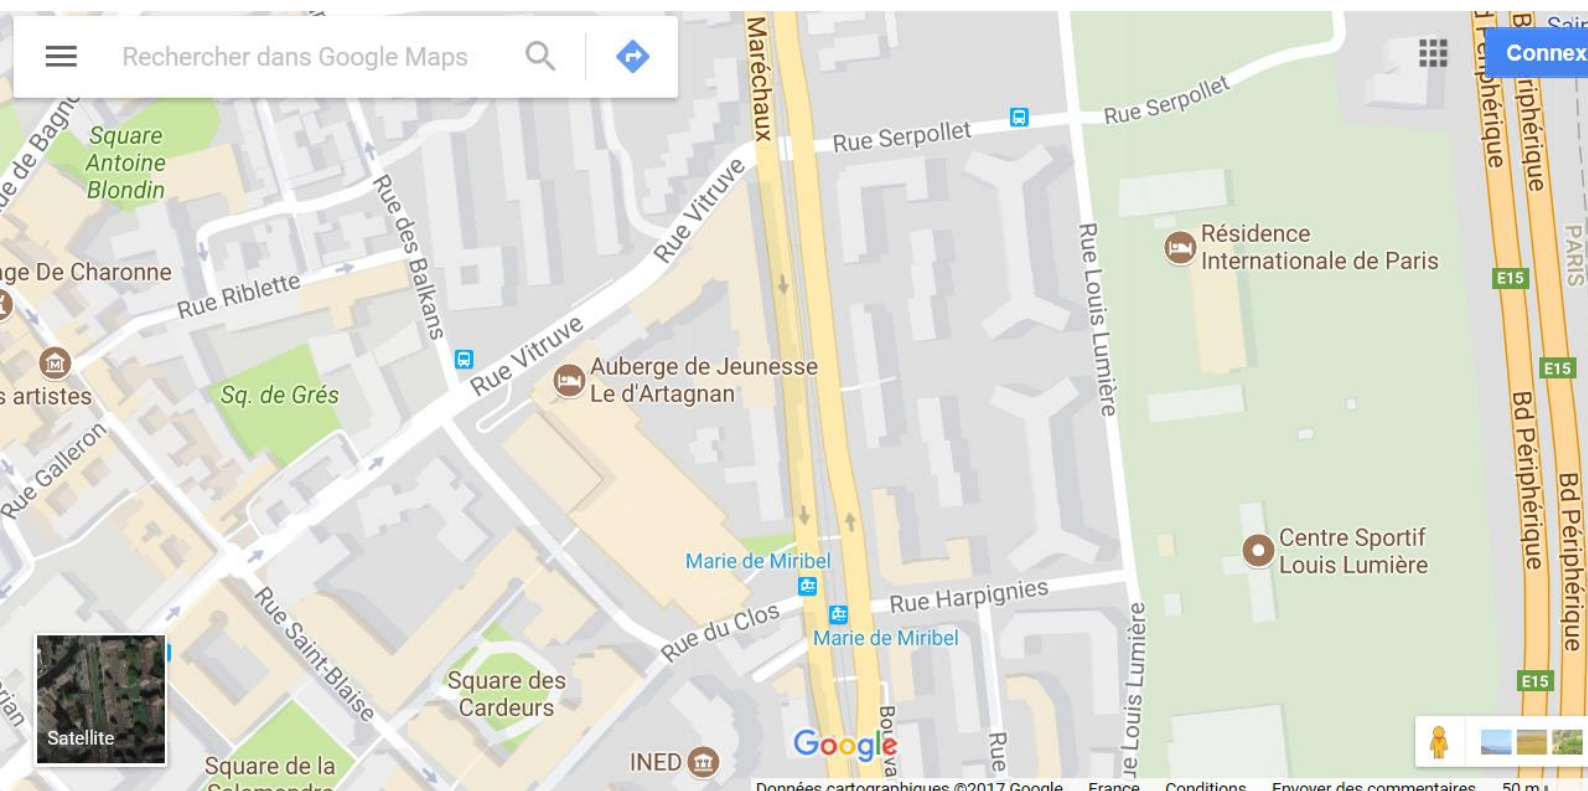 Rechercher dans Google Maps
Connex
Maréchaux
Square
Antoine
Blondin
Rue Serpollet
Rue Serpollet
Rue des Balkans
Rue Vitruve
Rue Riblette
Rue Louis Lumière
Résidence
Internationale de Paris
E15
PARIS
De Charonne
artistes
Sq. de Grés
Rue Vitruve
Auberge de Jeunesse
Le d'Artagnan
E15
Bd Périphérique
Bd Périphérique
Rue Galleron
Marie de Miribel
Centre Sportif
Louis Lumière
Rue Harpignies
Rue du Clos
Marie de Miribel
Rue Saint-Blaise
Louis Lumière
Square des
Cardeurs
E15
Satellite
Square de la
Salamandre
INED
Google
Rue
Données cartographiques ©2017 Google France Conditions Envoyer des commentaires 50 m